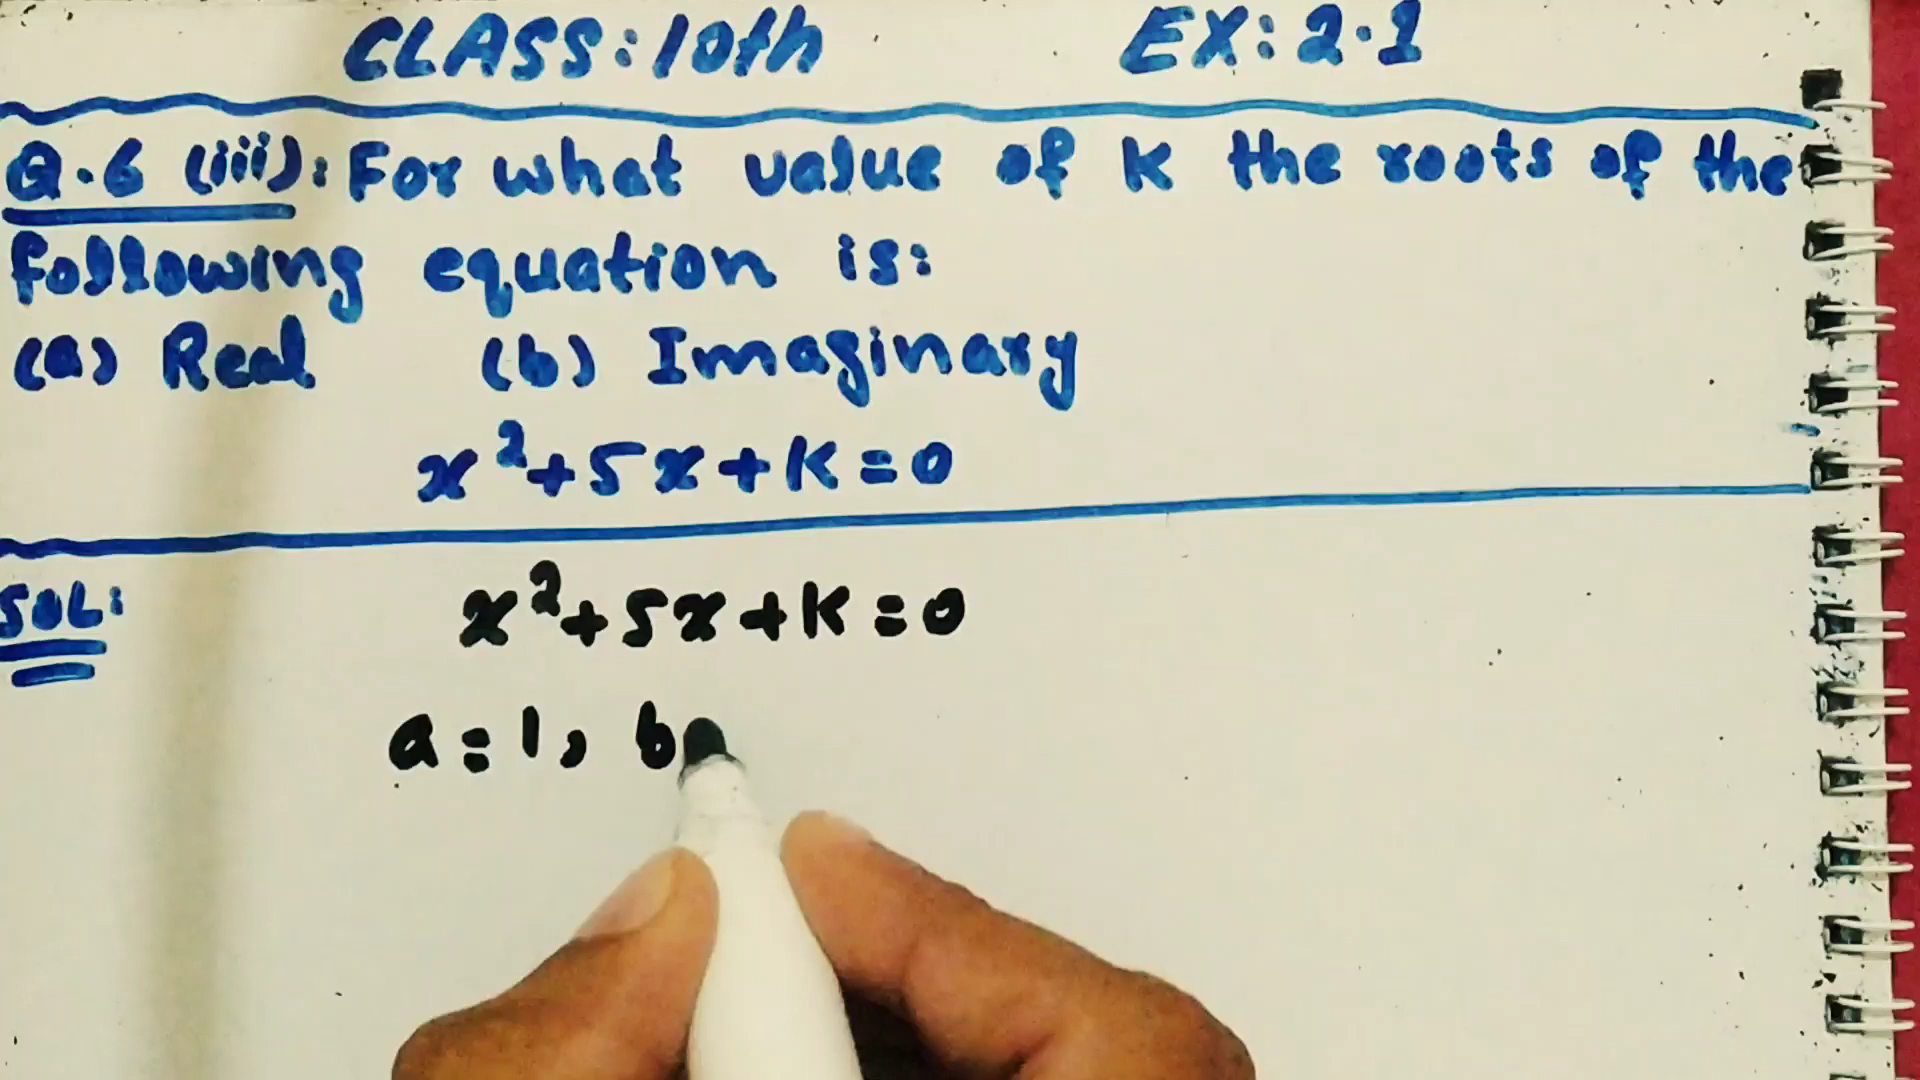 CLASS: 10th EX: 2.1
Q.6 (iii): For what value of K the roots of the
following equation is:
(a) Real (b) Imaginary
x²+5x+K=0
SOL: x²+5x+K=0
a=1, b